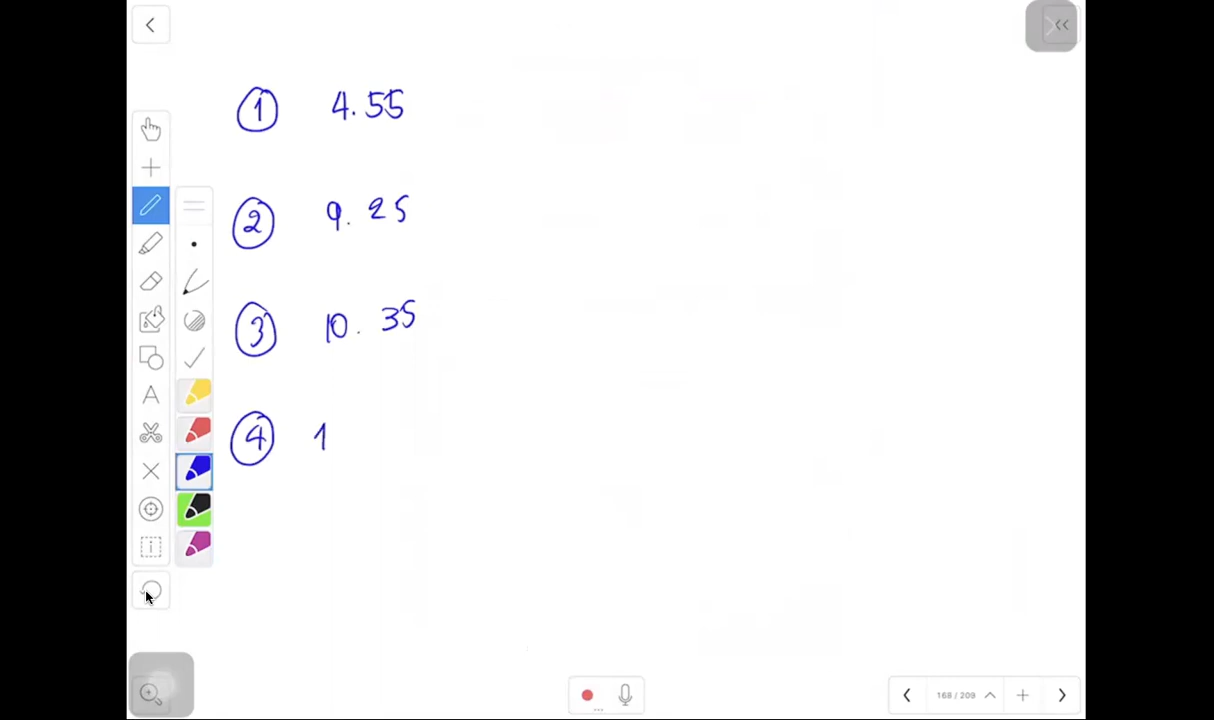 ① 4.55
② 9.25
③ 10.35
④ 1
A
168 / 209